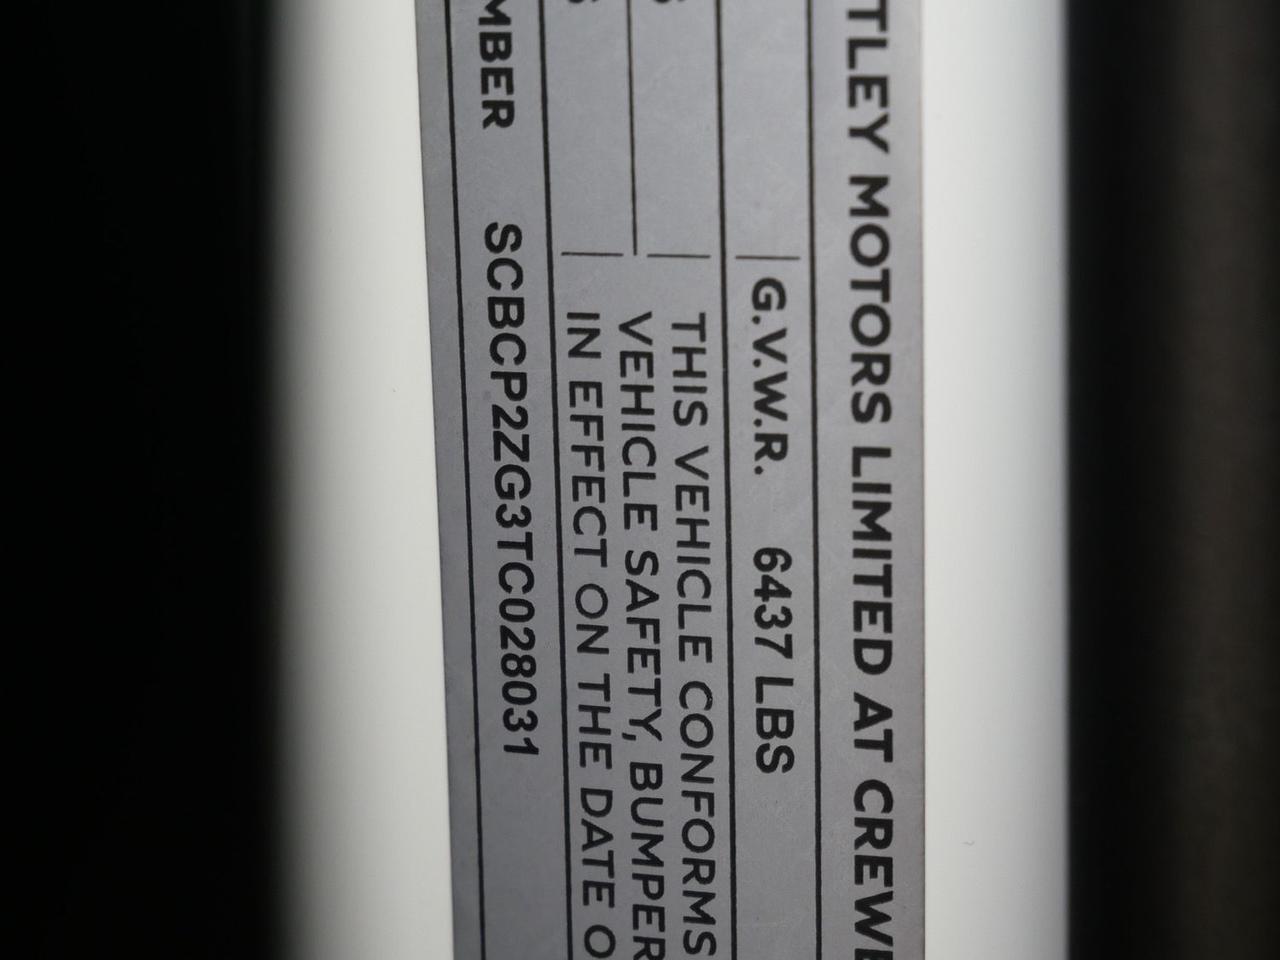 TLEY MOTORS LIMITED AT CREWE
G.V.W.R. 6437 LBS
THIS VEHICLE CONFORMS
VEHICLE SAFETY, BUMPER
IN EFFECT ON THE DATE O
MBER SCBCP2ZG3TC028031